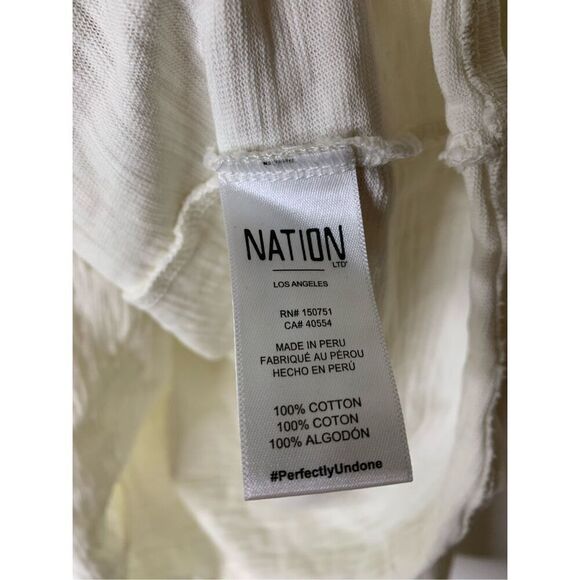 NATION
LTD
LOS ANGELES
RN# 150751
CA# 40554
MADE IN PERU
FABRIQUÉ AU PÉROU
HECHO EN PERÚ
100% COTTON
100% COTON
100% ALGODÓN
#PerfectlyUndone